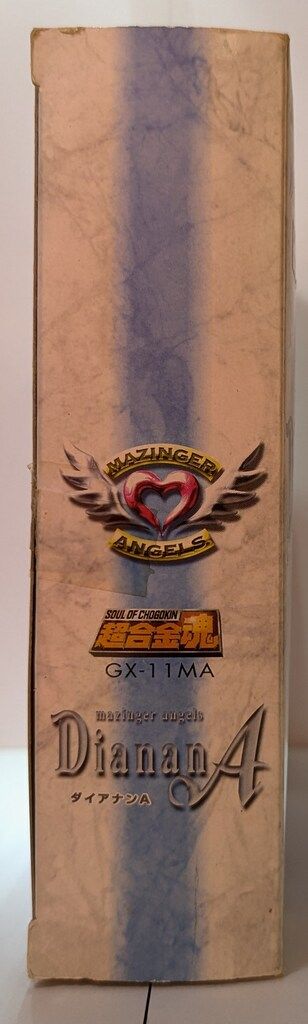 MAZINGER
ANGELS
SOUL OF CHOGOKIN
超合金魂
GX-11MA
mazinger angels
DiananA
ダイアナンA